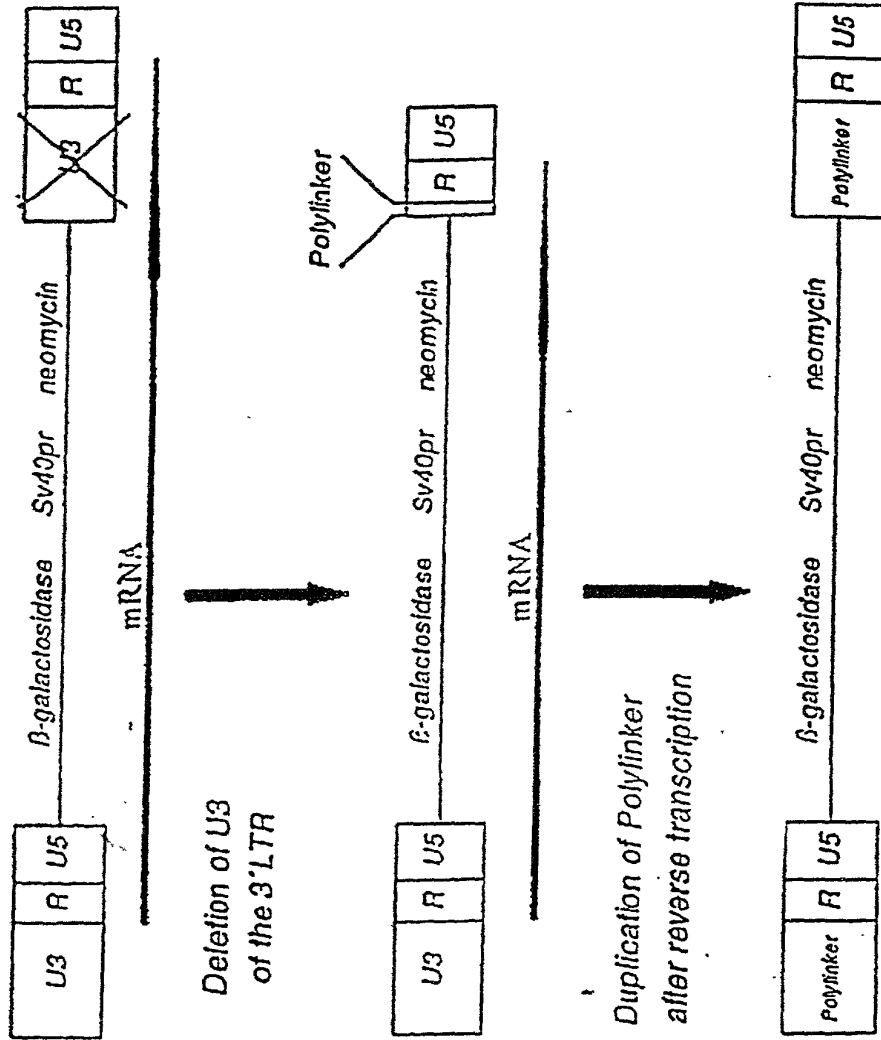 U3 R U5 β-galactosidase Sv40pr neomycin U3 R U5
mRNA
Deletion of U3
of the 3'LTR
Polylinker
U3 R U5 β-galactosidase Sv40pr neomycin R U5
mRNA
Duplication of Polylinker
after reverse transcription
Polylinker R U5 β-galactosidase Sv40pr neomycin Polylinker R U5